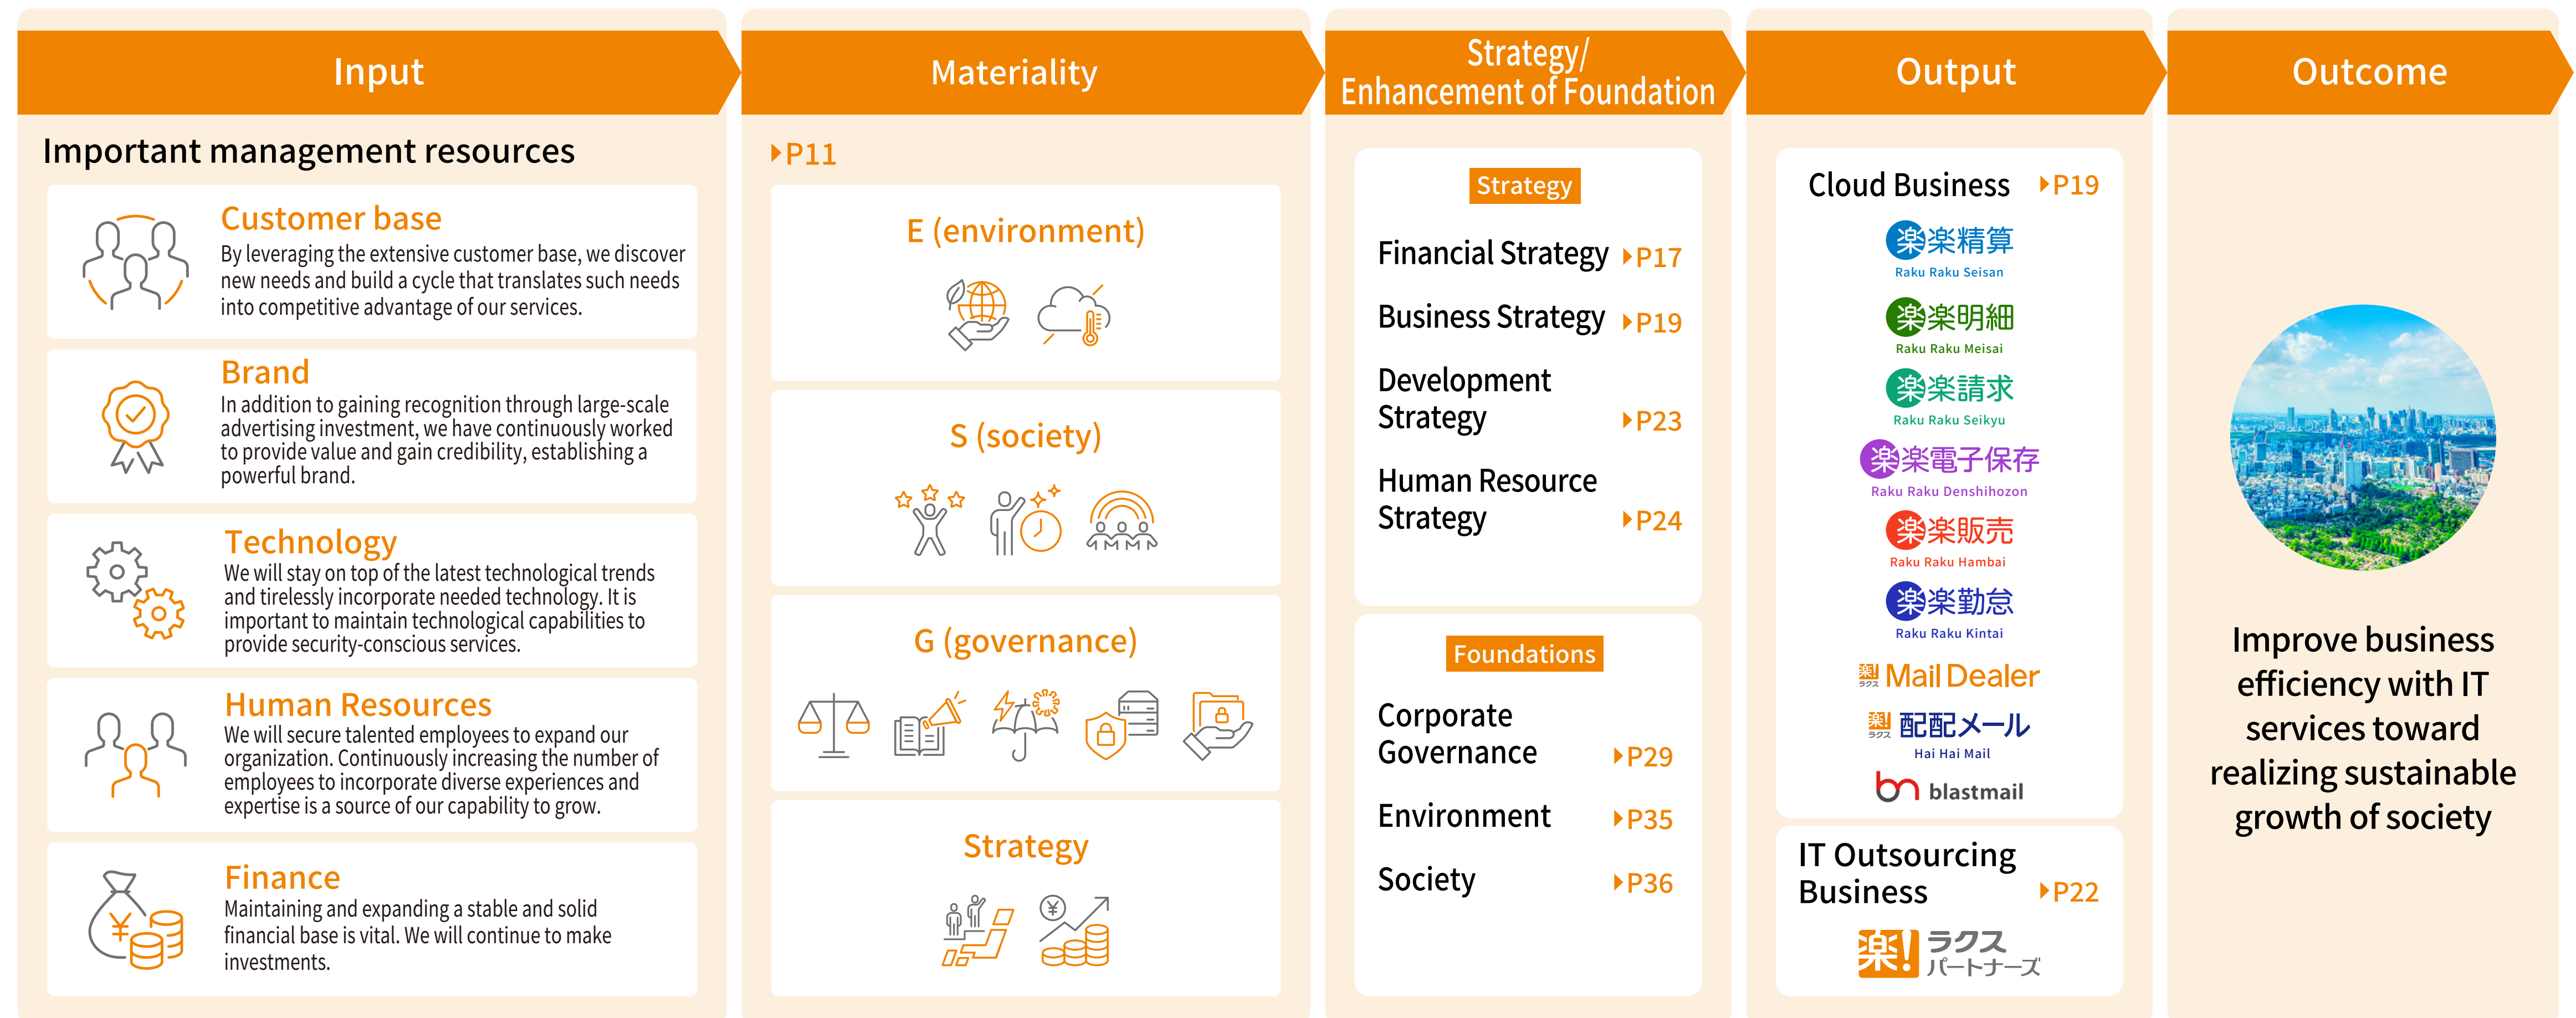 Input
Important management resources
Customer base
By leveraging the extensive customer base, we discover
new needs and build a cycle that translates such needs
into competitive advantage of our services.
Brand
In addition to gaining recognition through large-scale
advertising investment, we have continuously worked
to provide value and gain credibility, establishing a
powerful brand.
Technology
We will stay on top of the latest technological trends
and tirelessly incorporate needed technology. It is
important to maintain technological capabilities to
provide security-conscious services.
Human Resources
We will secure talented employees to expand our
organization. Continuously increasing the number of
employees to incorporate diverse experiences and
expertise is a source of our capability to grow.
¥
Finance
Maintaining and expanding a stable and solid
financial base is vital. We will continue to make
investments.
Materiality
P11
E (environment)
S (society)
G (governance)
Strategy
¥
Strategy/
Enhancement of Foundation
Strategy
Financial Strategy P17
Business Strategy P19
Development
Strategy P23
Human Resource
Strategy P24
Foundations
Corporate
Governance P29
Environment P35
Society P36
Output
Cloud Business P19
楽楽精算
Raku Raku Seisan
楽楽明細
Raku Raku Meisai
楽楽請求
Raku Raku Seikyu
楽楽電子保存
Raku Raku Denshihozon
楽楽販売
Raku Raku Hambai
楽楽勤怠
Raku Raku Kintai
楽! ラクス Mail Dealer
楽! ラクス 配配メール
Hai Hai Mail
blastmail
IT Outsourcing
Business P22
楽! ラクス
パートナーズ
Outcome
Improve business
efficiency with IT
services toward
realizing sustainable
growth of society